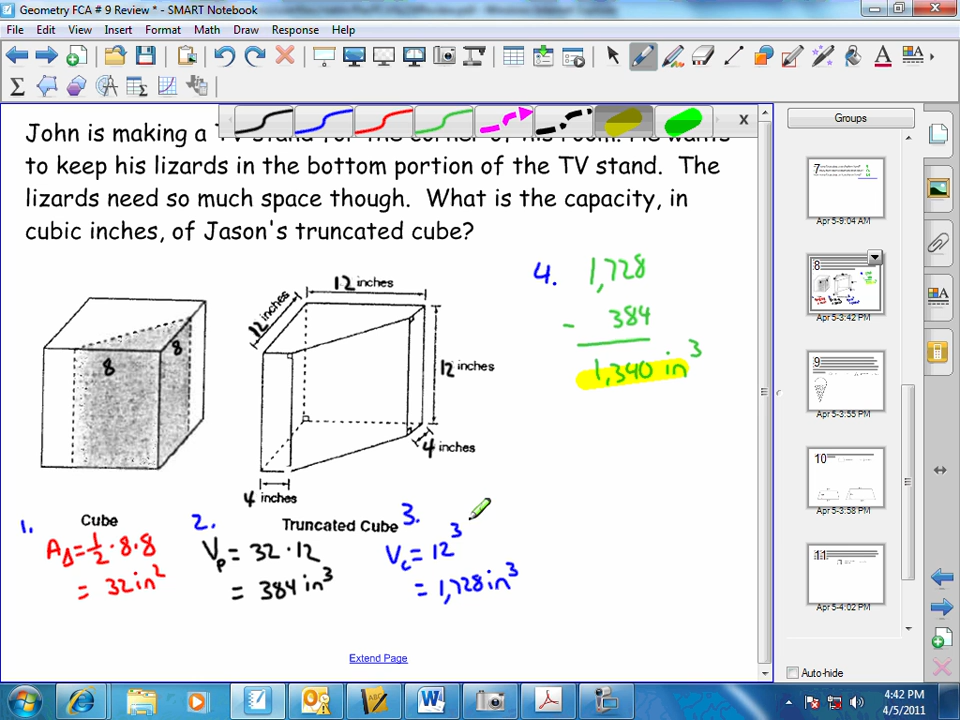 Geometry FCA # 9 Review * - SMART Notebook
File Edit View Insert Format Math Draw Response Help
John is making a
to keep his lizards in the bottom portion of the TV stand. The
lizards need so much space though. What is the capacity, in
cubic inches, of Jason's truncated cube?
X
12 inches
12 inches
12 inches
4 inches
4 inches
8
8
Cube
Truncated Cube
4. 1,728
- 384
1,340 in³
1.
A△ = 1/2 · 8 · 8
= 32 in²
2.
Vp = 32 · 12
= 384 in³
3.
Vc = 12³
= 1,728 in³
Extend Page
Groups
7
Apr 5-9:04 AM
8
Apr 5-3:42 PM
9
Apr 5-3:55 PM
10
Apr 5-3:58 PM
11
Apr 5-4:02 PM
Auto-hide
4:42 PM
4/5/2011